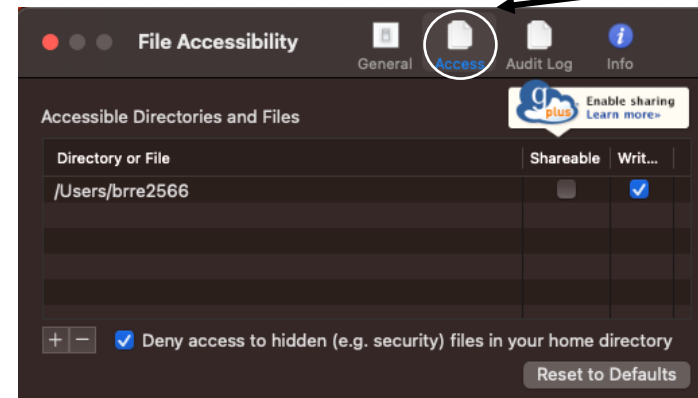 File Accessibility
General
Access
Audit Log
Info
Accessible Directories and Files
g plus
Enable sharing
Learn more»
Directory or File
Shareable
Writ...
/Users/brre2566
+ −
Deny access to hidden (e.g. security) files in your home directory
Reset to Defaults